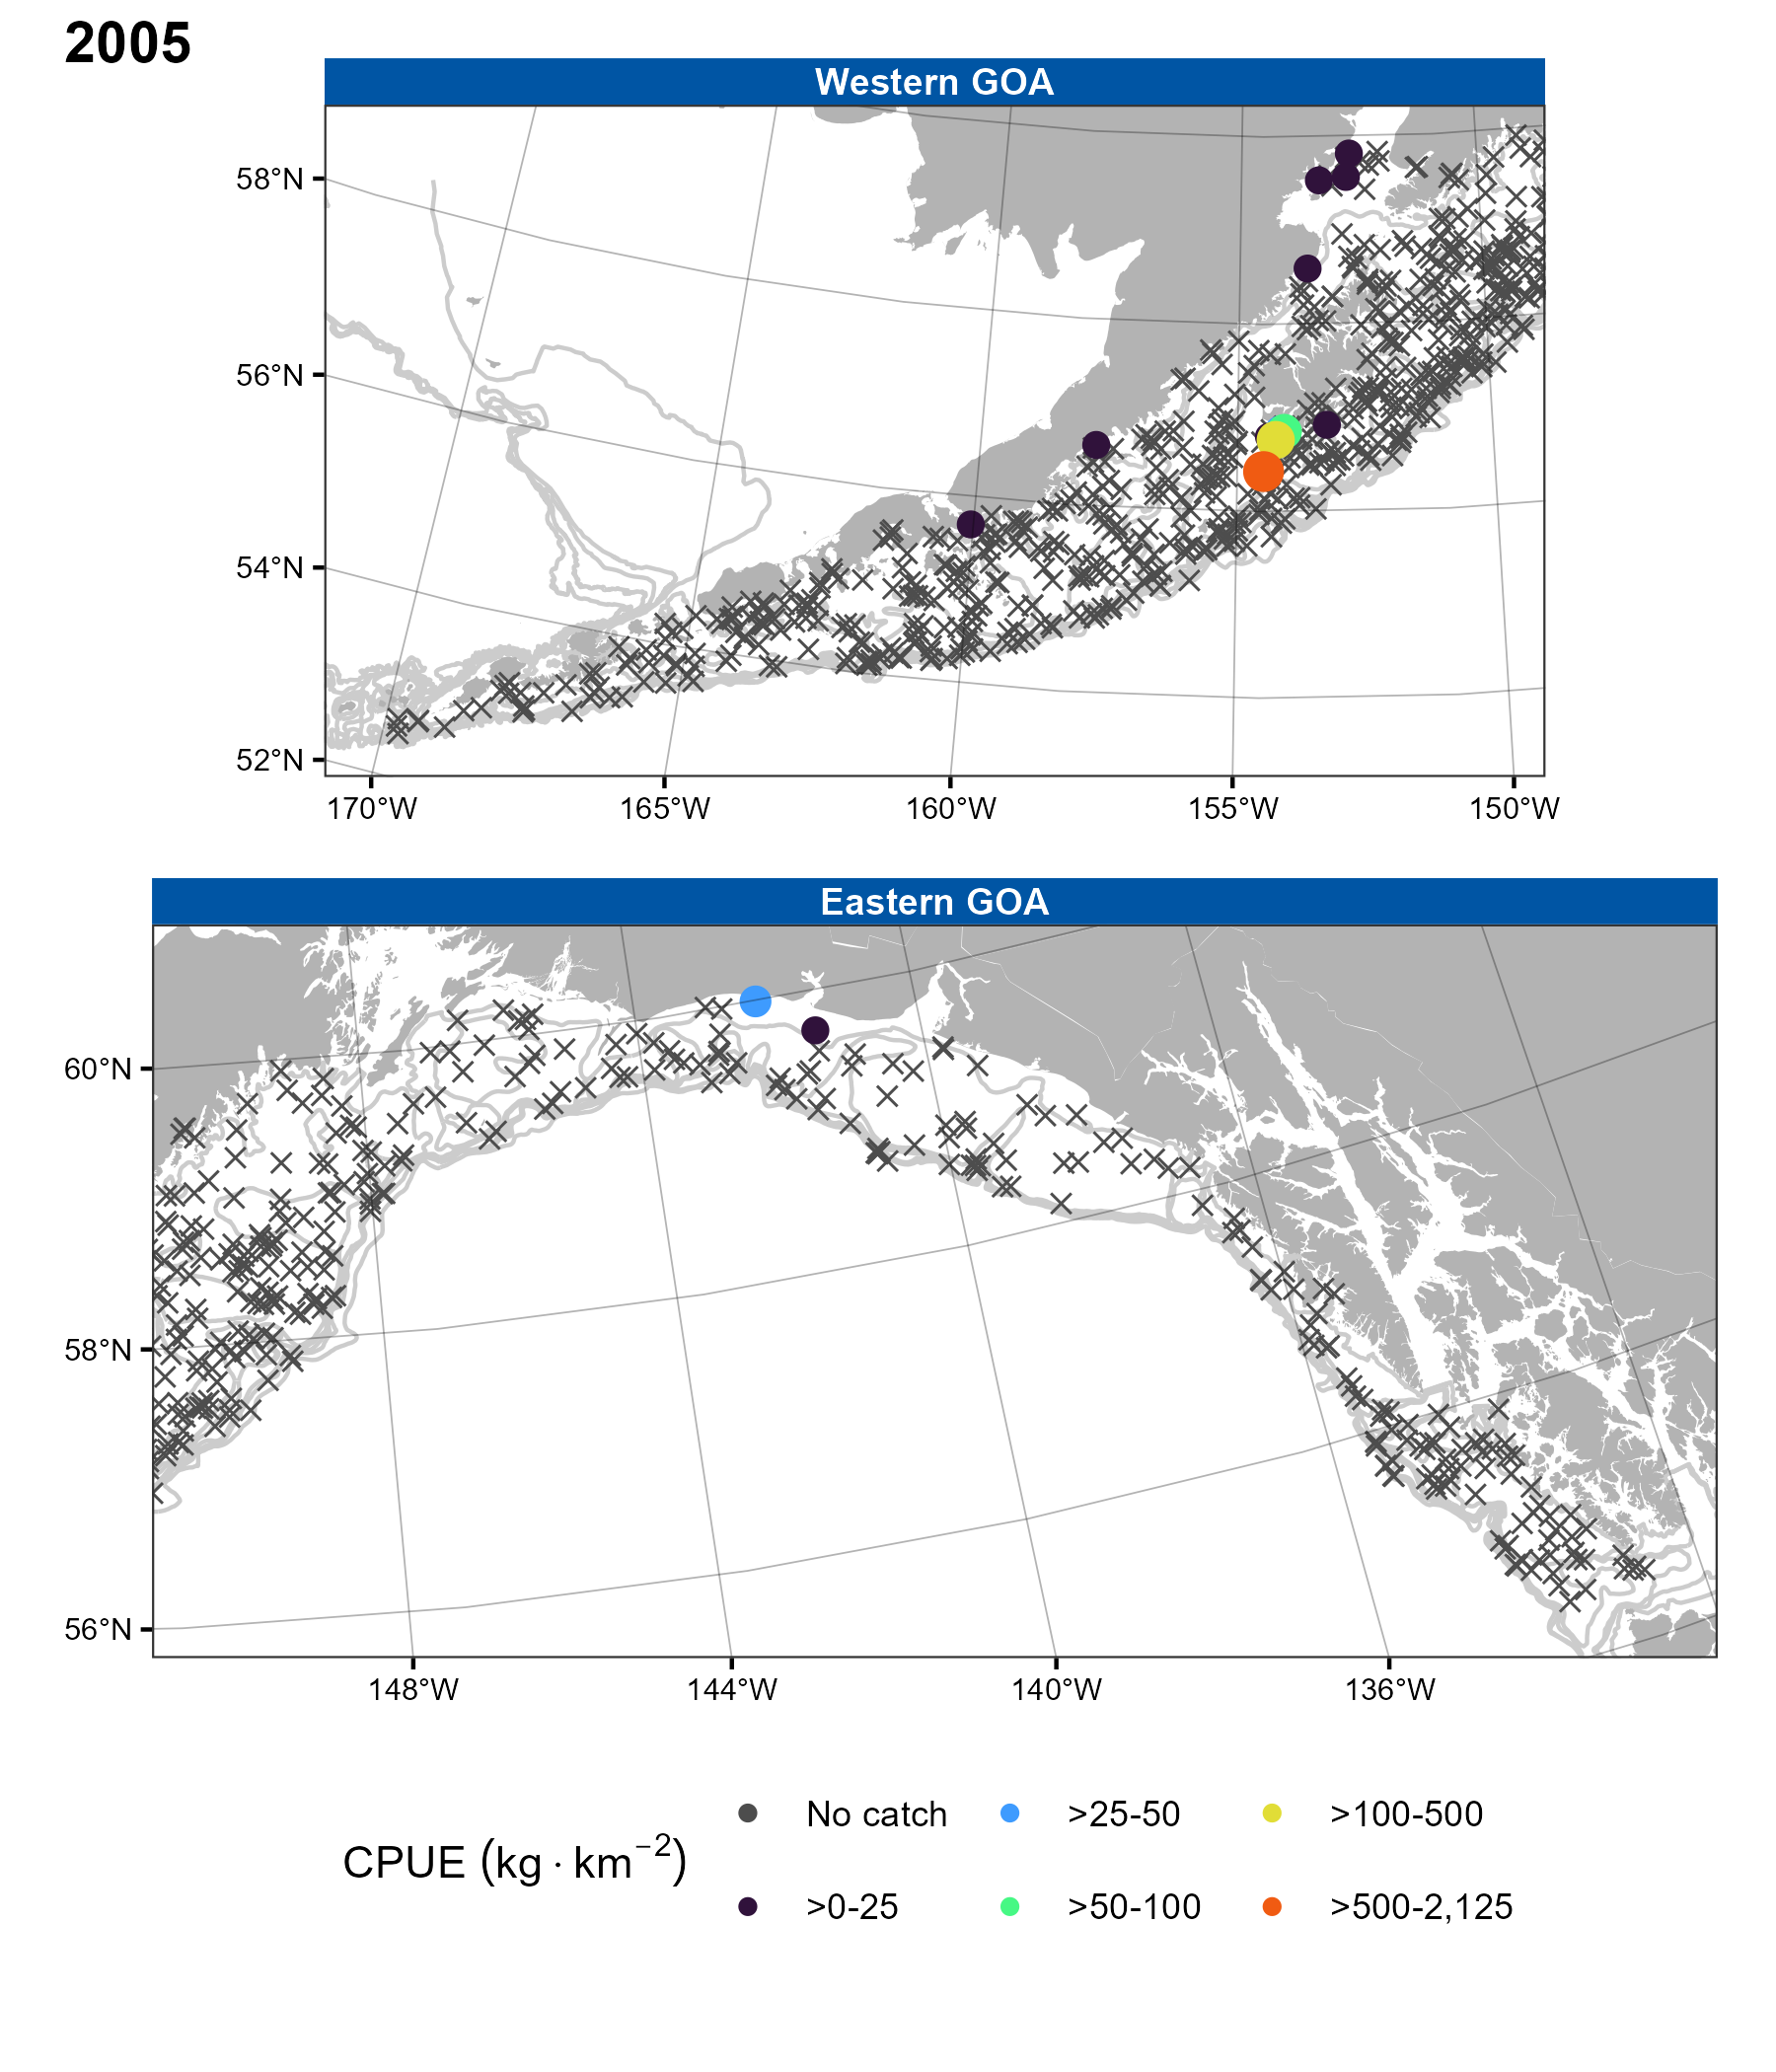 2005
Western GOA
58°N
56°N
54°N
52°N
170°W 165°W 160°W 155°W 150°W
Eastern GOA
60°N
58°N
56°N
148°W 144°W 140°W 136°W
CPUE (kg · km⁻²)
No catch >25-50 >100-500
>0-25 >50-100 >500-2,125